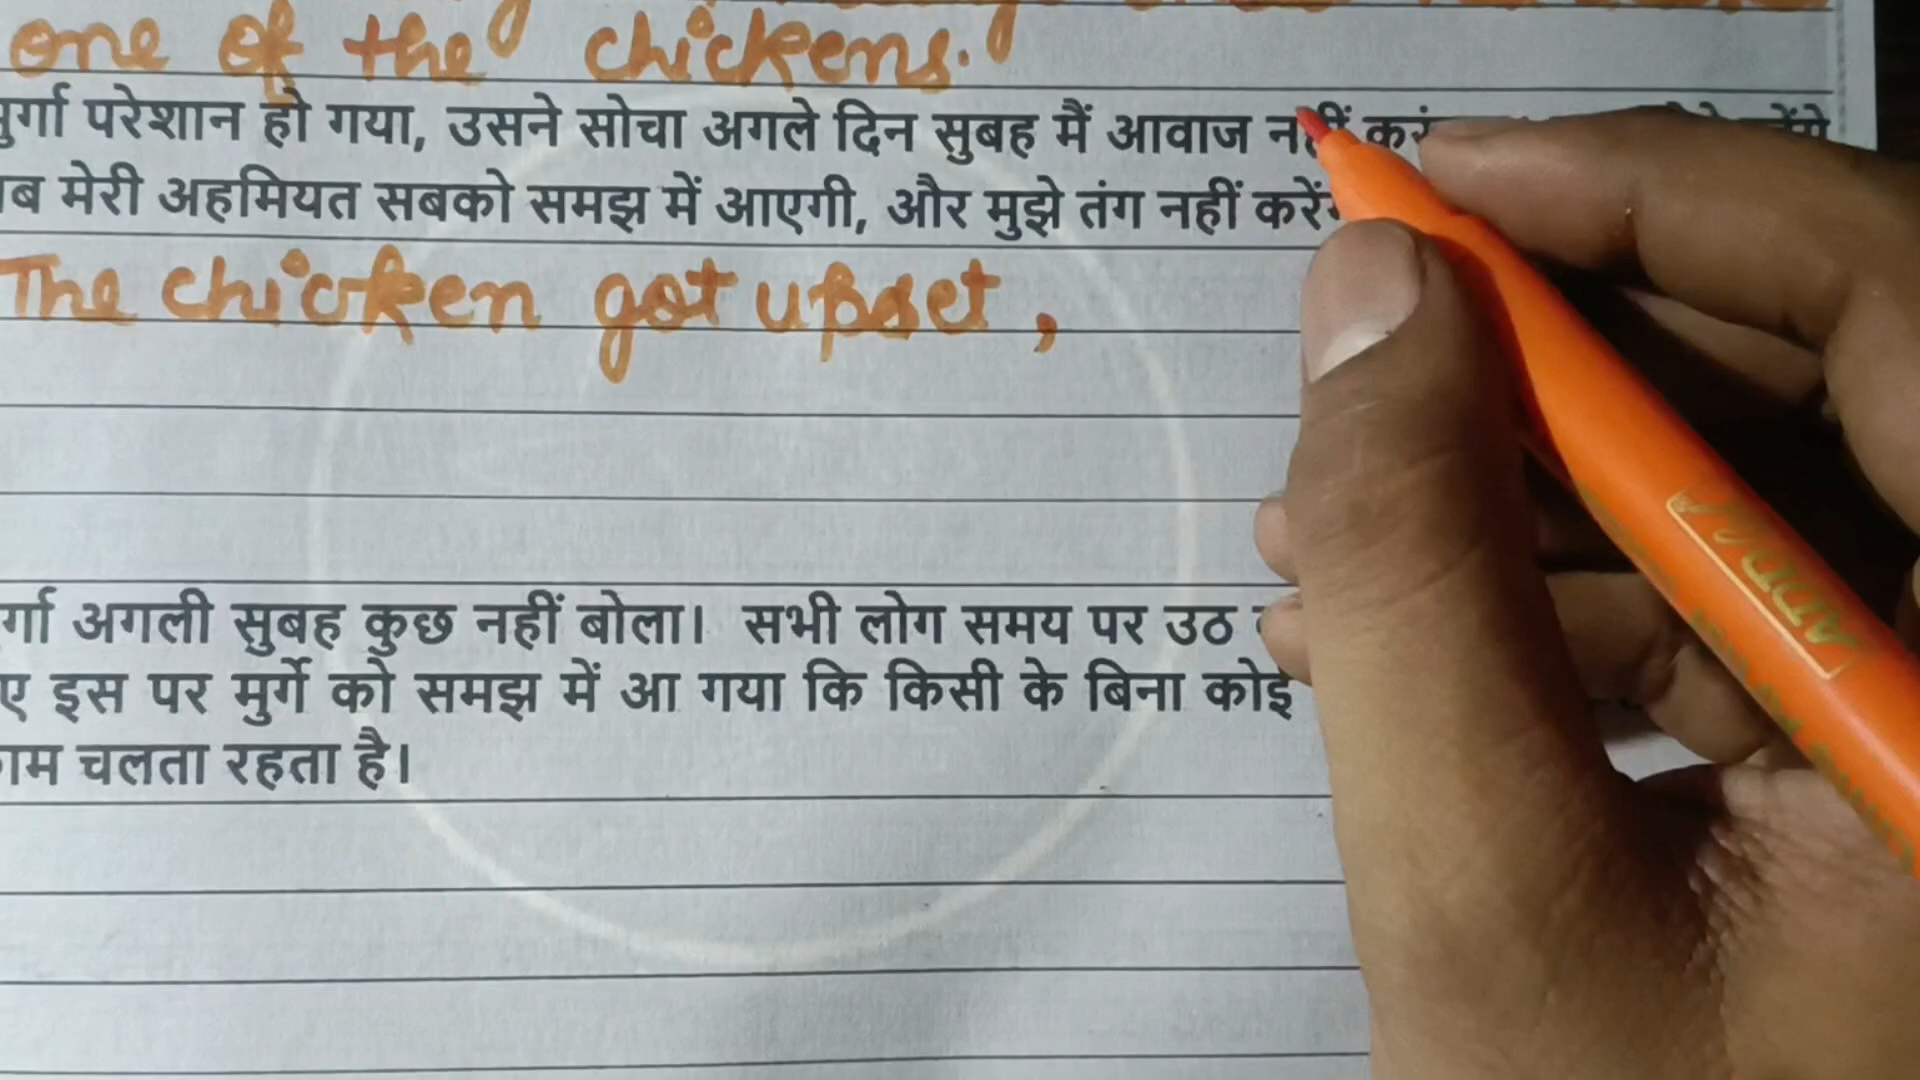 one of the chickens.
मुर्गा परेशान हो गया, उसने सोचा अगले दिन सुबह मैं आवाज नहीं
मेरी अहमियत सबको समझ में आएगी, और मुझे तंग नहीं
The chicken got upset,
अगली सुबह कुछ नहीं बोला। सभी लोग समय पर उठ
इस पर मुर्गे को समझ में आ गया कि किसी के बिना कोई
चलता रहता है।